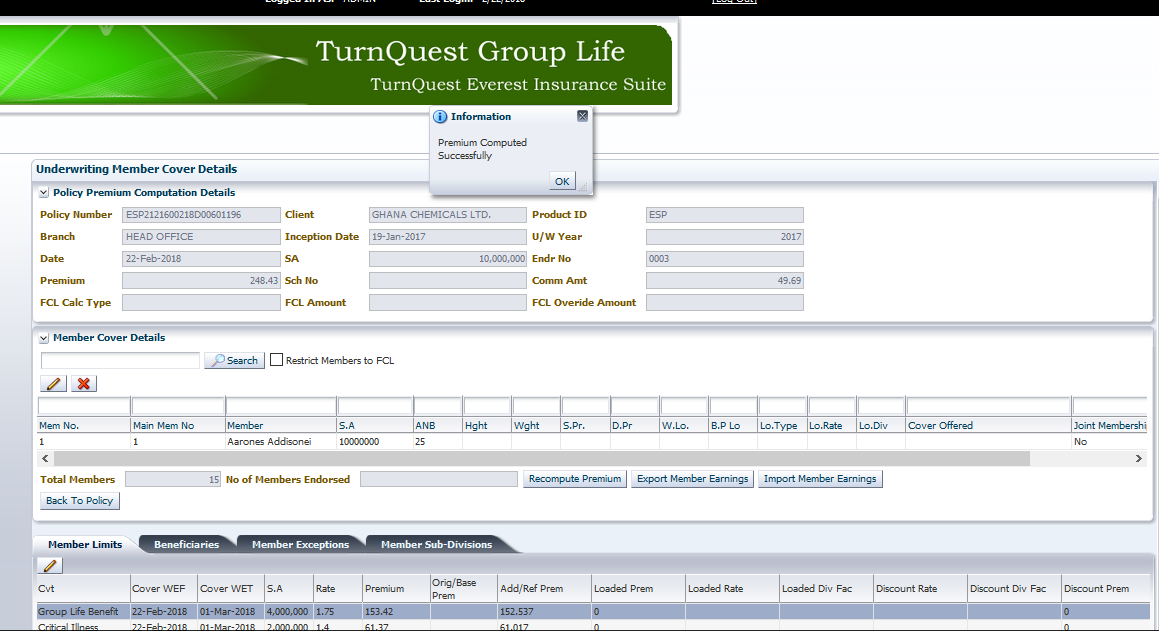 Logged In As: ADMIN Last Login: 2/22/2018 [Log Out]
TurnQuest Group Life
TurnQuest Everest Insurance Suite
Information
Premium Computed
Successfully
OK
Underwriting Member Cover Details
Policy Premium Computation Details
Policy Number ESP2121600218D00601196 Client GHANA CHEMICALS LTD. Product ID ESP
Branch HEAD OFFICE Inception Date 19-Jan-2017 U/W Year 2017
Date 22-Feb-2018 SA 10,000,000 Endr No 0003
Premium 248.43 Sch No Comm Amt 49.69
FCL Calc Type FCL Amount FCL Overide Amount
Member Cover Details
Search Restrict Members to FCL
Mem No. Main Mem No Member S.A ANB Hght Wght S.Pr. D.Pr W.Lo. B.P Lo Lo.Type Lo.Rate Lo.Div Cover Offered Joint Membershi
1 1 Aarones Addisonei 10000000 25 No
Total Members 15 No of Members Endorsed Recompute Premium Export Member Earnings Import Member Earnings
Back To Policy
Member Limits Beneficiaries Member Exceptions Member Sub-Divisions
Cvt Cover WEF Cover WET S.A Rate Premium Orig/Base Prem Add/Ref Prem Loaded Prem Loaded Rate Loaded Div Fac Discount Rate Discount Div Fac Discount Prem
Group Life Benefit 22-Feb-2018 01-Mar-2018 4,000,000 1.75 153.42 152.537 0 0
Critical Illness 22-Feb-2018 01-Mar-2018 2,000,000 1.4 61.37 61.017 0 0